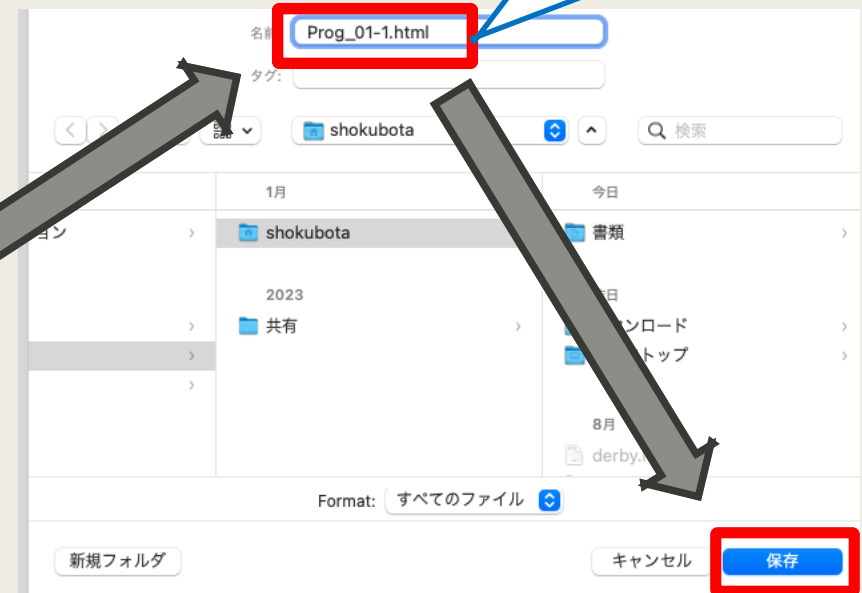 名前 Prog_01-1.html
タグ:
shokubota
検索
1月
今日
ョン
shokubota
書類
2023
共有
ンロード
トップ
8月
derby.
Format: すべてのファイル
新規フォルダ
キャンセル
保存